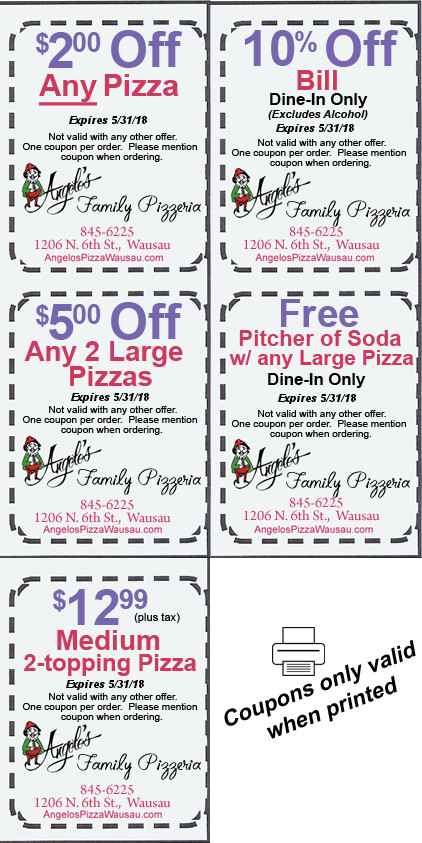 $2.00 Off
Any Pizza
Expires 5/31/18
Not valid with any other offer.
One coupon per order. Please mention
coupon when ordering.
Angelo's
Family Pizzeria
845-6225
1206 N. 6th St., Wausau
AngelosPizzaWausau.com
10% Off
Bill
Dine-In Only
(Excludes Alcohol)
Expires 5/31/18
Not valid with any other offer.
One coupon per order. Please mention
coupon when ordering.
Angelo's
Family Pizzeria
845-6225
1206 N. 6th St., Wausau
AngelosPizzaWausau.com
$5.00 Off
Any 2 Large
Pizzas
Expires 5/31/18
Not valid with any other offer.
One coupon per order. Please mention
coupon when ordering.
Angelo's
Family Pizzeria
845-6225
1206 N. 6th St., Wausau
AngelosPizzaWausau.com
Free
Pitcher of Soda
w/ any Large Pizza
Dine-In Only
Expires 5/31/18
Not valid with any other offer.
One coupon per order. Please mention
coupon when ordering.
Angelo's
Family Pizzeria
845-6225
1206 N. 6th St., Wausau
AngelosPizzaWausau.com
$12.99
(plus tax)
Medium
2-topping Pizza
Expires 5/31/18
Not valid with any other offer.
One coupon per order. Please mention
coupon when ordering.
Angelo's
Family Pizzeria
845-6225
1206 N. 6th St., Wausau
AngelosPizzaWausau.com
Coupons only valid
when printed